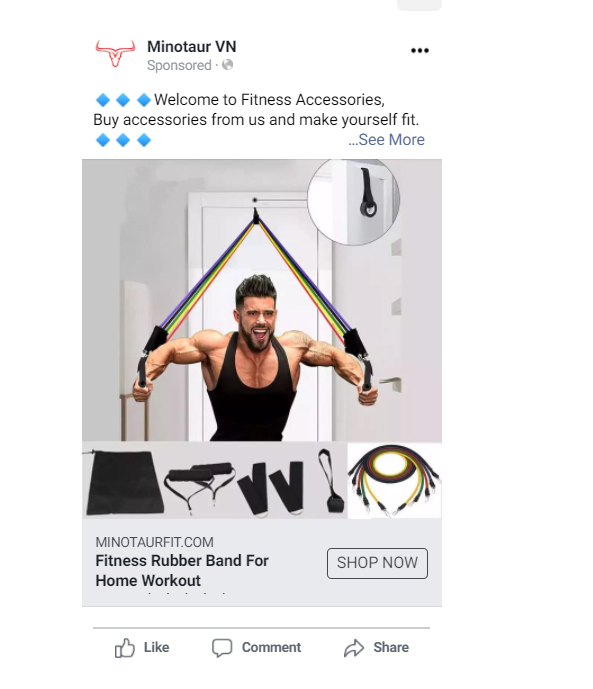 Minotaur VN
Sponsored ·
🔷 🔷 🔷Welcome to Fitness Accessories,
Buy accessories from us and make yourself fit.
🔷 🔷 🔷 ...See More
MINOTAURFIT.COM
Fitness Rubber Band For
Home Workout
SHOP NOW
Like Comment Share